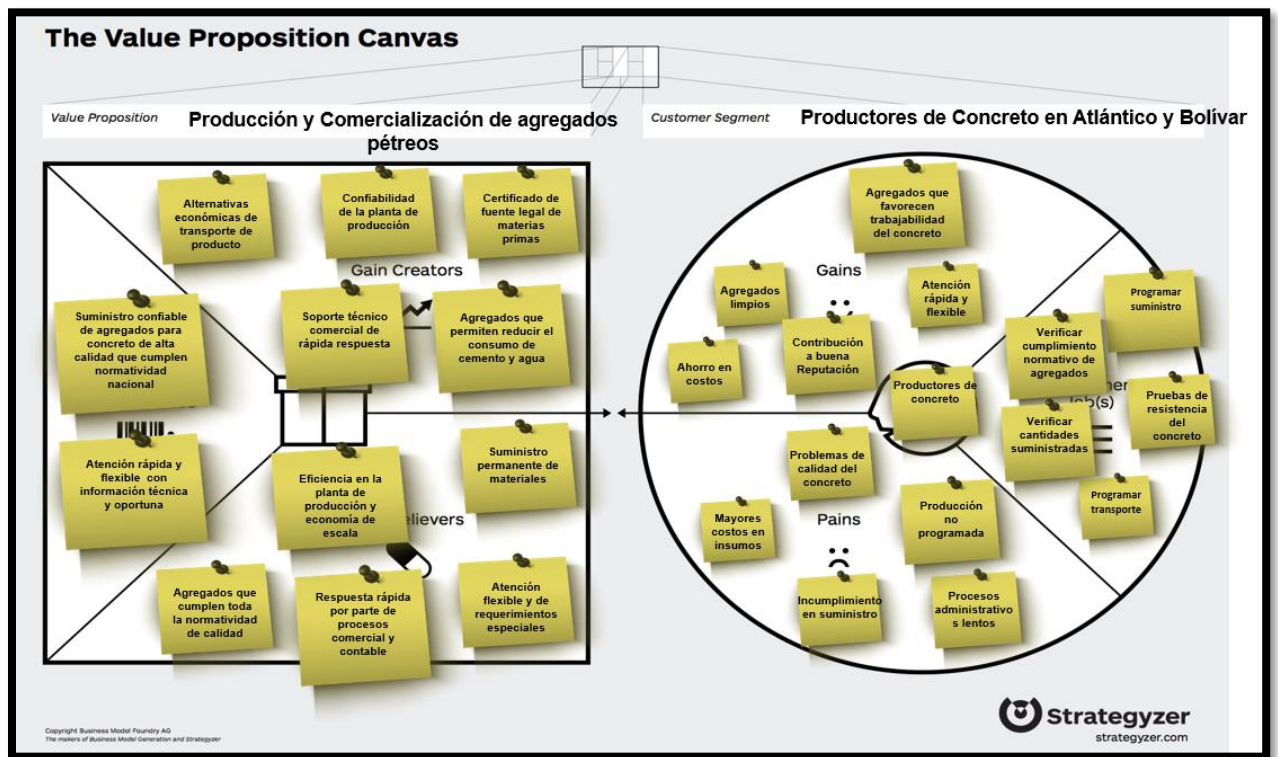 The Value Proposition Canvas
Value Proposition
Producción y Comercialización de agregados
pétreos
Customer Segment
Productores de Concreto en Atlántico y Bolívar
Alternativas
económicas de
transporte de
producto
Confiabilidad
de la planta de
producción
Certificado de
fuente legal de
materias
primas
Gain Creators
Suministro confiable
de agregados para
concreto de alta
calidad que cumplen
normatividad
nacional
Soporte técnico
comercial de
rápida respuesta
Agregados que
permiten reducir el
consumo de
cemento y agua
Atención rápida y
flexible con
información técnica
y oportuna
Eficiencia en la
planta de
producción y
economía de
escala
Suministro
permanente de
materiales
elievers
Agregados que
cumplen toda
la normatividad
de calidad
Respuesta rápida
por parte de
procesos
comercial y
contable
Atención
flexible y de
requerimientos
especiales
Agregados que
favorecen
trabajabilidad
del concreto
Gains
Agregados
limpios
Atención
rápida y
flexible
Ahorro en
costos
Contribución
a buena
Reputación
Productores de
concreto
Programar
suministro
Verificar
cumplimiento
normativo de
agregados
Verificar
cantidades
suministradas
Pruebas de
resistencia
del
concreto
Programar
transporte
mer
ob(s)
Problemas de
calidad del
concreto
Mayores
costos en
insumos
Pains
Producción
no
programada
Incumplimiento
en suministro
Procesos
administrativo
s lentos
Copyright Business Model Foundry AG
The makers of Business Model Generation and Strategyzer
Strategyzer
strategyzer.com